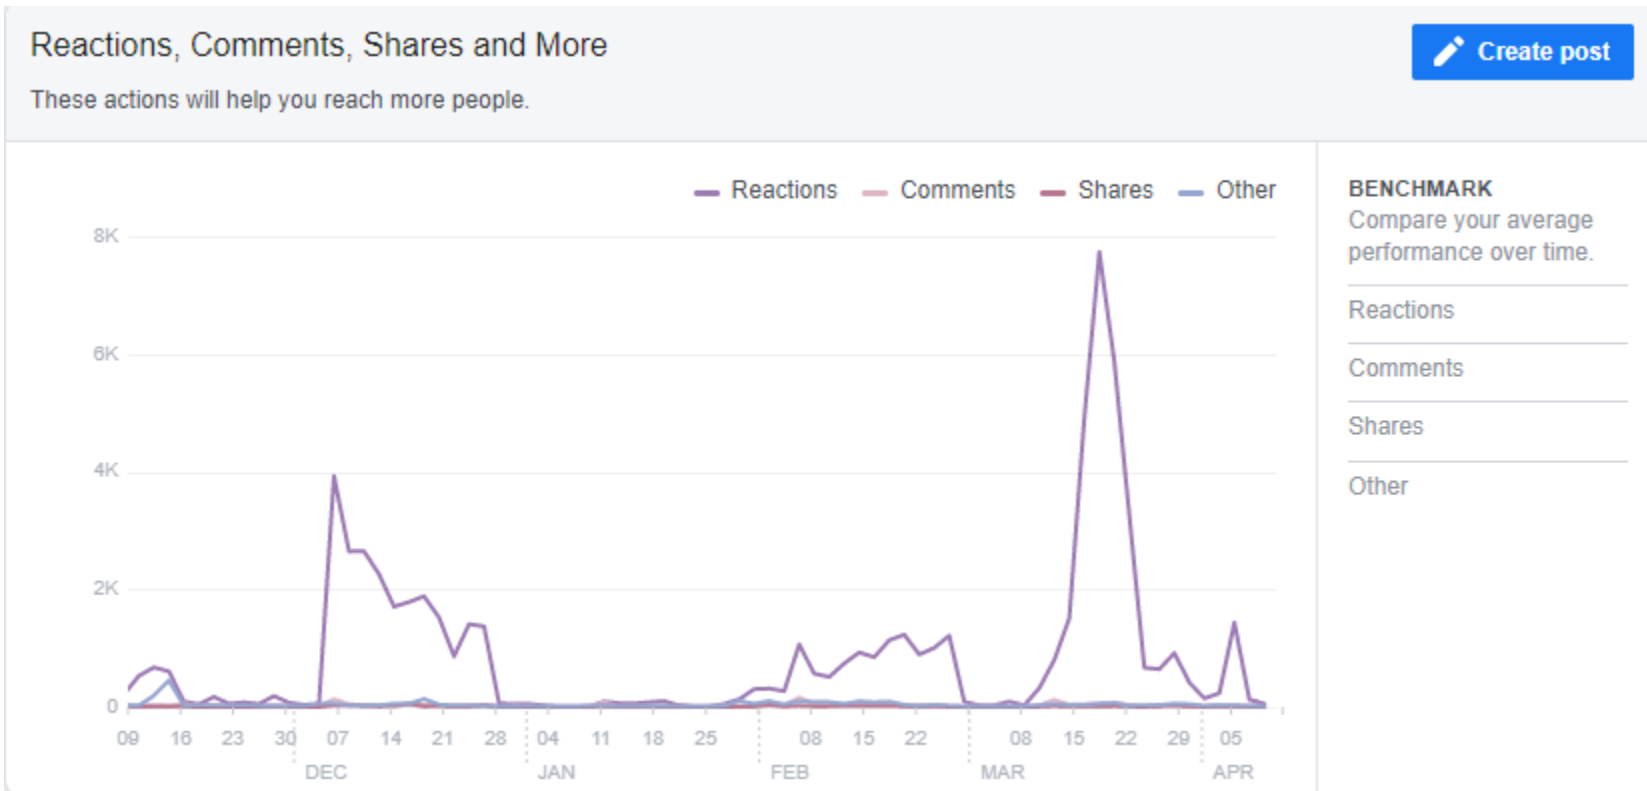 Reactions, Comments, Shares and More
Create post
These actions will help you reach more people.
Reactions Comments Shares Other
BENCHMARK
Compare your average
performance over time.
Reactions
Comments
Shares
Other
8K
6K
4K
2K
0
09 16 23 30 07 14 21 28 04 11 18 25 08 15 22 08 15 22 29 05
DEC JAN FEB MAR APR